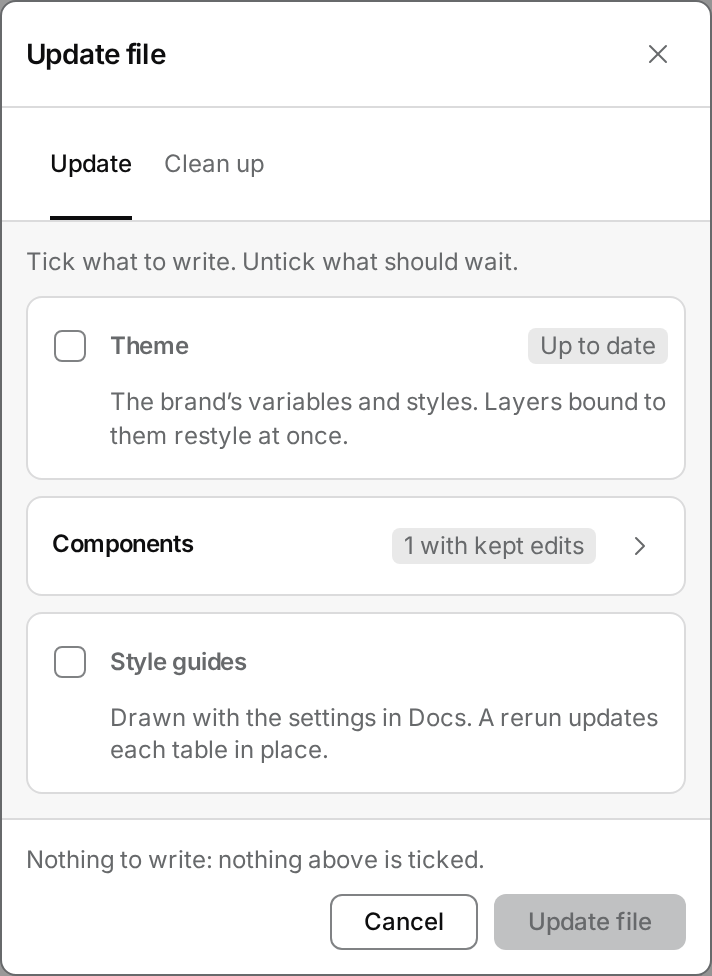 Update file
Update Clean up
Tick what to write. Untick what should wait.
Theme Up to date
The brand’s variables and styles. Layers bound to
them restyle at once.
Components 1 with kept edits
Style guides
Drawn with the settings in Docs. A rerun updates
each table in place.
Nothing to write: nothing above is ticked.
Cancel Update file